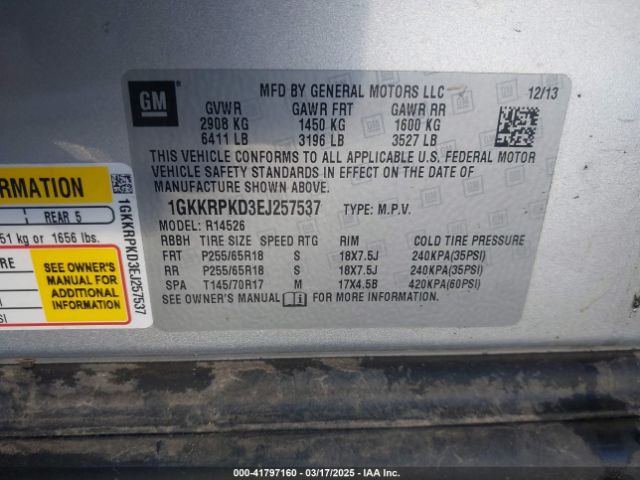 GM
MFD BY GENERAL MOTORS LLC 12/13
GVWR GAWR FRT GAWR RR
2908 KG 1450 KG 1600 KG
6411 LB 3196 LB 3527 LB
THIS VEHICLE CONFORMS TO ALL APPLICABLE U.S. FEDERAL MOTOR
VEHICLE SAFETY STANDARDS IN EFFECT ON THE DATE OF
MANUFACTURE SHOWN ABOVE.
1GKKRPKD3EJ257537 TYPE: M.P.V.
MODEL: R14526
RBBH TIRE SIZE SPEED RTG RIM COLD TIRE PRESSURE
FRT P255/65R18 S 18X7.5J 240KPA(35PSI)
RR P255/65R18 S 18X7.5J 240KPA(35PSI)
SPA T145/70R17 M 17X4.5B 420KPA(60PSI)
SEE OWNER'S MANUAL FOR MORE INFORMATION.
RMATION
REAR 5
51 kg or 1656 lbs.
RE
SEE OWNER'S
MANUAL FOR
ADDITIONAL
INFORMATION
SI
1GKKRPKD3EJ257537
000-41797160 - 03/17/2025 - IAA Inc.